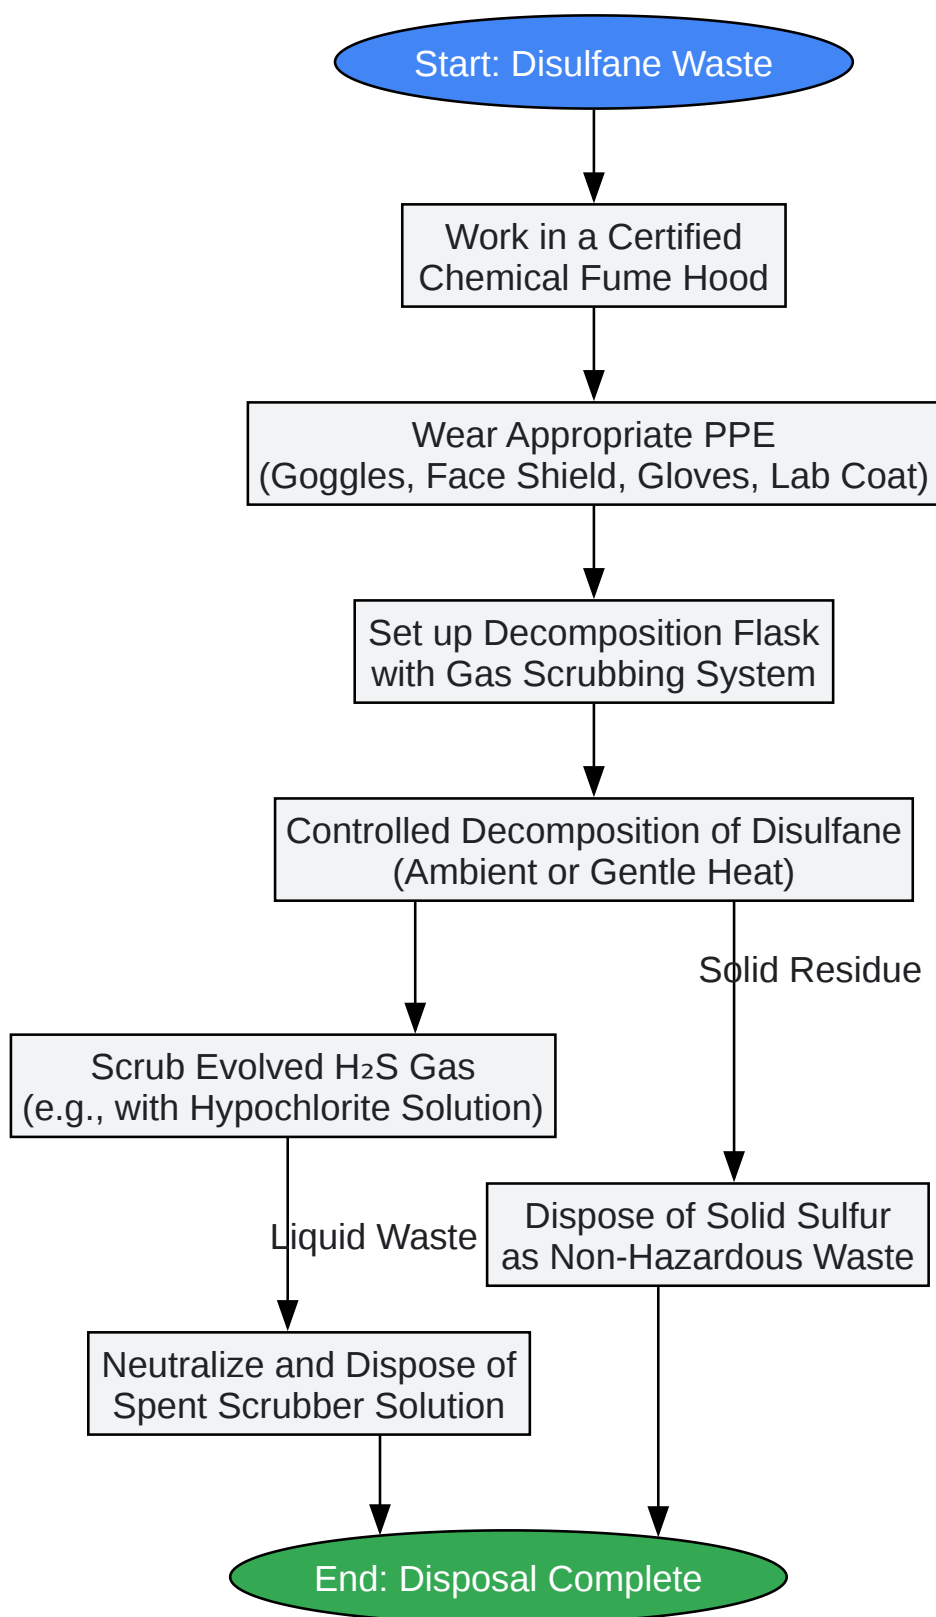 Start: Disulfane Waste
Work in a Certified
Chemical Fume Hood
Wear Appropriate PPE
(Goggles, Face Shield, Gloves, Lab Coat)
Set up Decomposition Flask
with Gas Scrubbing System
Controlled Decomposition of Disulfane
(Ambient or Gentle Heat)
Solid Residue
Scrub Evolved H₂S Gas
(e.g., with Hypochlorite Solution)
Dispose of Solid Sulfur
as Non-Hazardous Waste
Liquid Waste
Neutralize and Dispose of
Spent Scrubber Solution
End: Disposal Complete